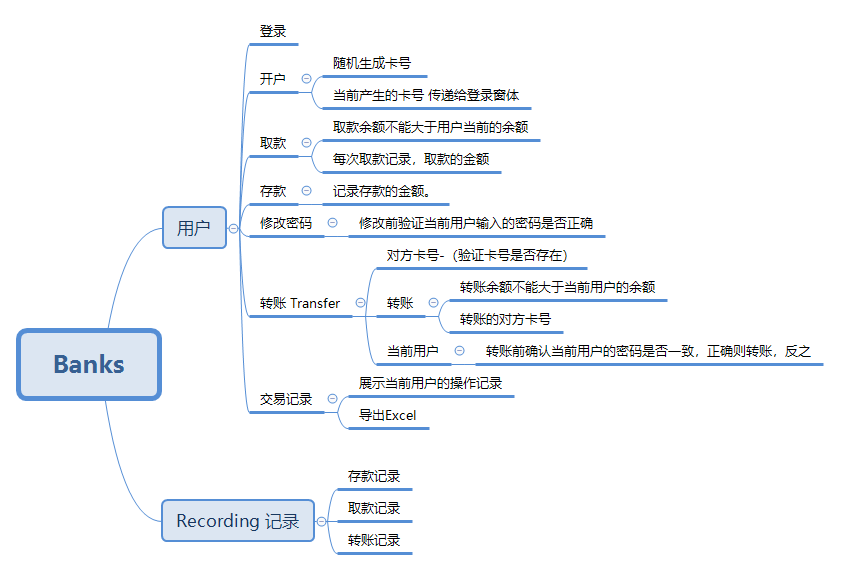 Banks
用户
登录
开户
随机生成卡号
当前产生的卡号 传递给登录窗体
取款
取款余额不能大于用户当前的余额
每次取款记录，取款的金额
存款
记录存款的金额。
修改密码
修改前验证当前用户输入的密码是否正确
转账 Transfer
对方卡号-（验证卡号是否存在）
转账
转账余额不能大于当前用户的余额
转账的对方卡号
当前用户
转账前确认当前用户的密码是否一致，正确则转账，反之
交易记录
展示当前用户的操作记录
导出Excel
Recording 记录
存款记录
取款记录
转账记录